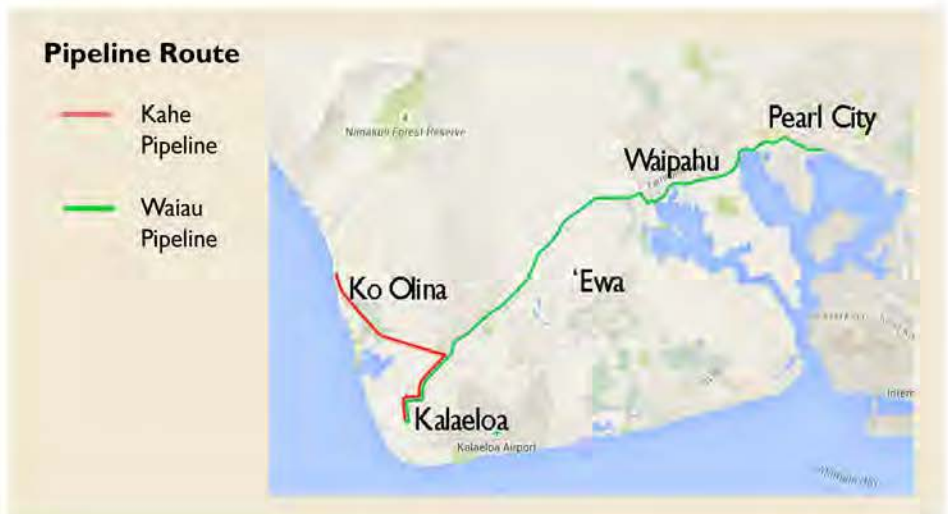 Pipeline Route
Kahe
Pipeline
Waiau
Pipeline
Nanakuli Forest Reserve
Pearl City
Waipahu
Ko Olina
'Ewa
Kalaeloa
Kalaeloa Airport